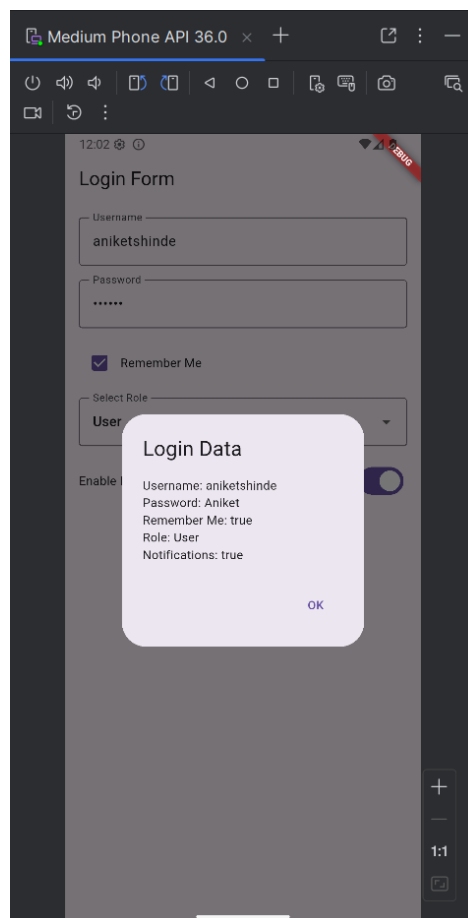 Medium Phone API 36.0
12:02
DEBUG
Login Form
Username
aniketshinde
Password
••••••
Remember Me
Select Role
User
Enable
Login Data
Username: aniketshinde
Password: Aniket
Remember Me: true
Role: User
Notifications: true
OK
1:1